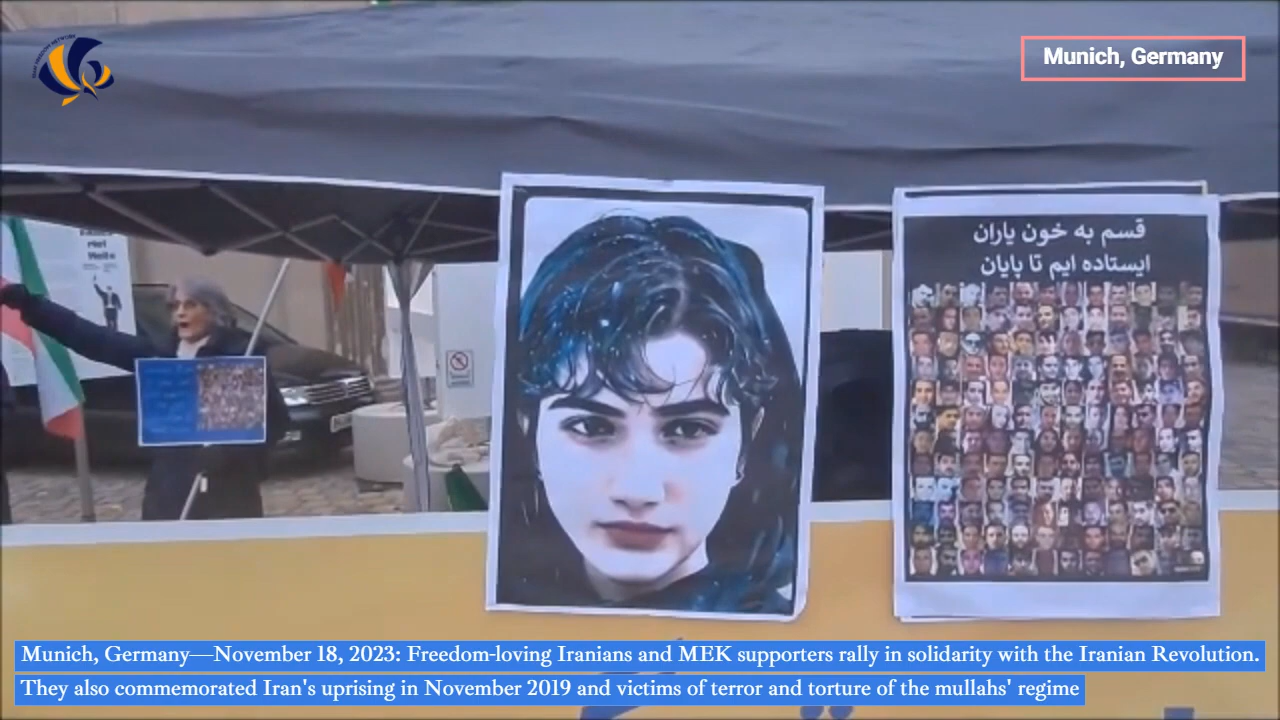 Munich, Germany
قسم به خون یاران
ایستاده ایم تا پایان
Munich, Germany—November 18, 2023: Freedom-loving Iranians and MEK supporters rally in solidarity with the Iranian Revolution.
They also commemorated Iran's uprising in November 2019 and victims of terror and torture of the mullahs' regime